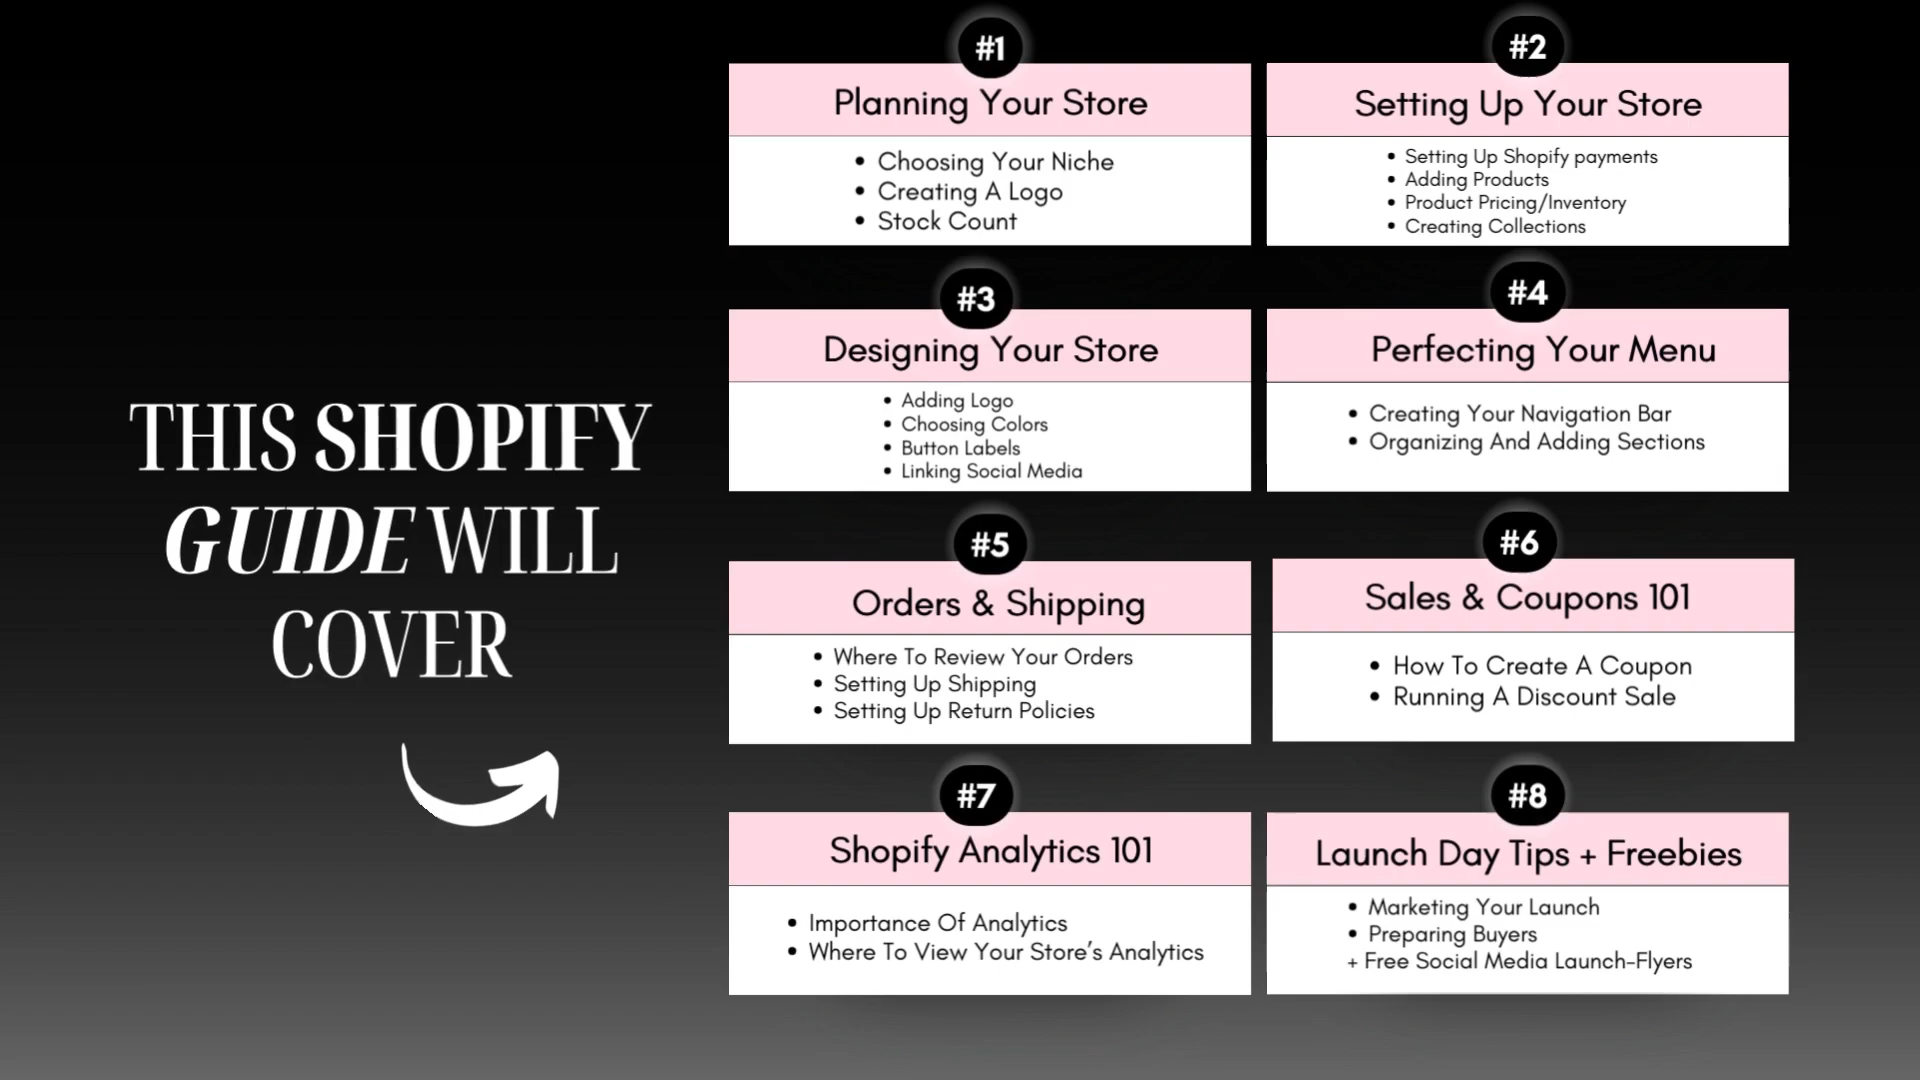 THIS SHOPIFY
GUIDE WILL
COVER
#1
Planning Your Store
• Choosing Your Niche
• Creating A Logo
• Stock Count
#2
Setting Up Your Store
• Setting Up Shopify payments
• Adding Products
• Product Pricing/Inventory
• Creating Collections
#3
Designing Your Store
• Adding Logo
• Choosing Colors
• Button Labels
• Linking Social Media
#4
Perfecting Your Menu
• Creating Your Navigation Bar
• Organizing And Adding Sections
#5
Orders & Shipping
• Where To Review Your Orders
• Setting Up Shipping
• Setting Up Return Policies
#6
Sales & Coupons 101
• How To Create A Coupon
• Running A Discount Sale
#7
Shopify Analytics 101
• Importance Of Analytics
• Where To View Your Store's Analytics
#8
Launch Day Tips + Freebies
• Marketing Your Launch
• Preparing Buyers
+ Free Social Media Launch-Flyers